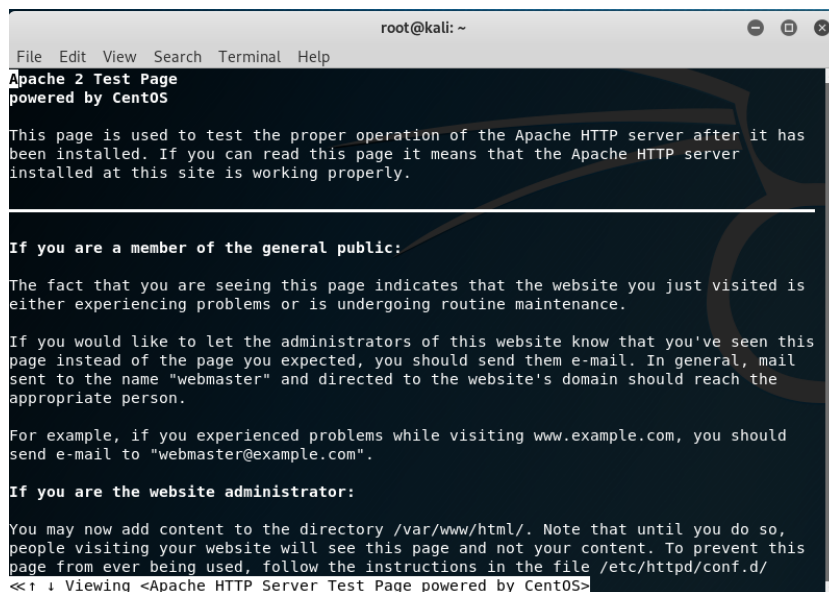 root@kali: ~
File Edit View Search Terminal Help
Apache 2 Test Page
powered by CentOS
This page is used to test the proper operation of the Apache HTTP server after it has
been installed. If you can read this page it means that the Apache HTTP server
installed at this site is working properly.
If you are a member of the general public:
The fact that you are seeing this page indicates that the website you just visited is
either experiencing problems or is undergoing routine maintenance.
If you would like to let the administrators of this website know that you've seen this
page instead of the page you expected, you should send them e-mail. In general, mail
sent to the name "webmaster" and directed to the website's domain should reach the
appropriate person.
For example, if you experienced problems while visiting www.example.com, you should
send e-mail to "webmaster@example.com".
If you are the website administrator:
You may now add content to the directory /var/www/html/. Note that until you do so,
people visiting your website will see this page and not your content. To prevent this
page from ever being used, follow the instructions in the file /etc/httpd/conf.d/
≪↑ ↓ Viewing <Apache HTTP Server Test Page powered by CentOS>